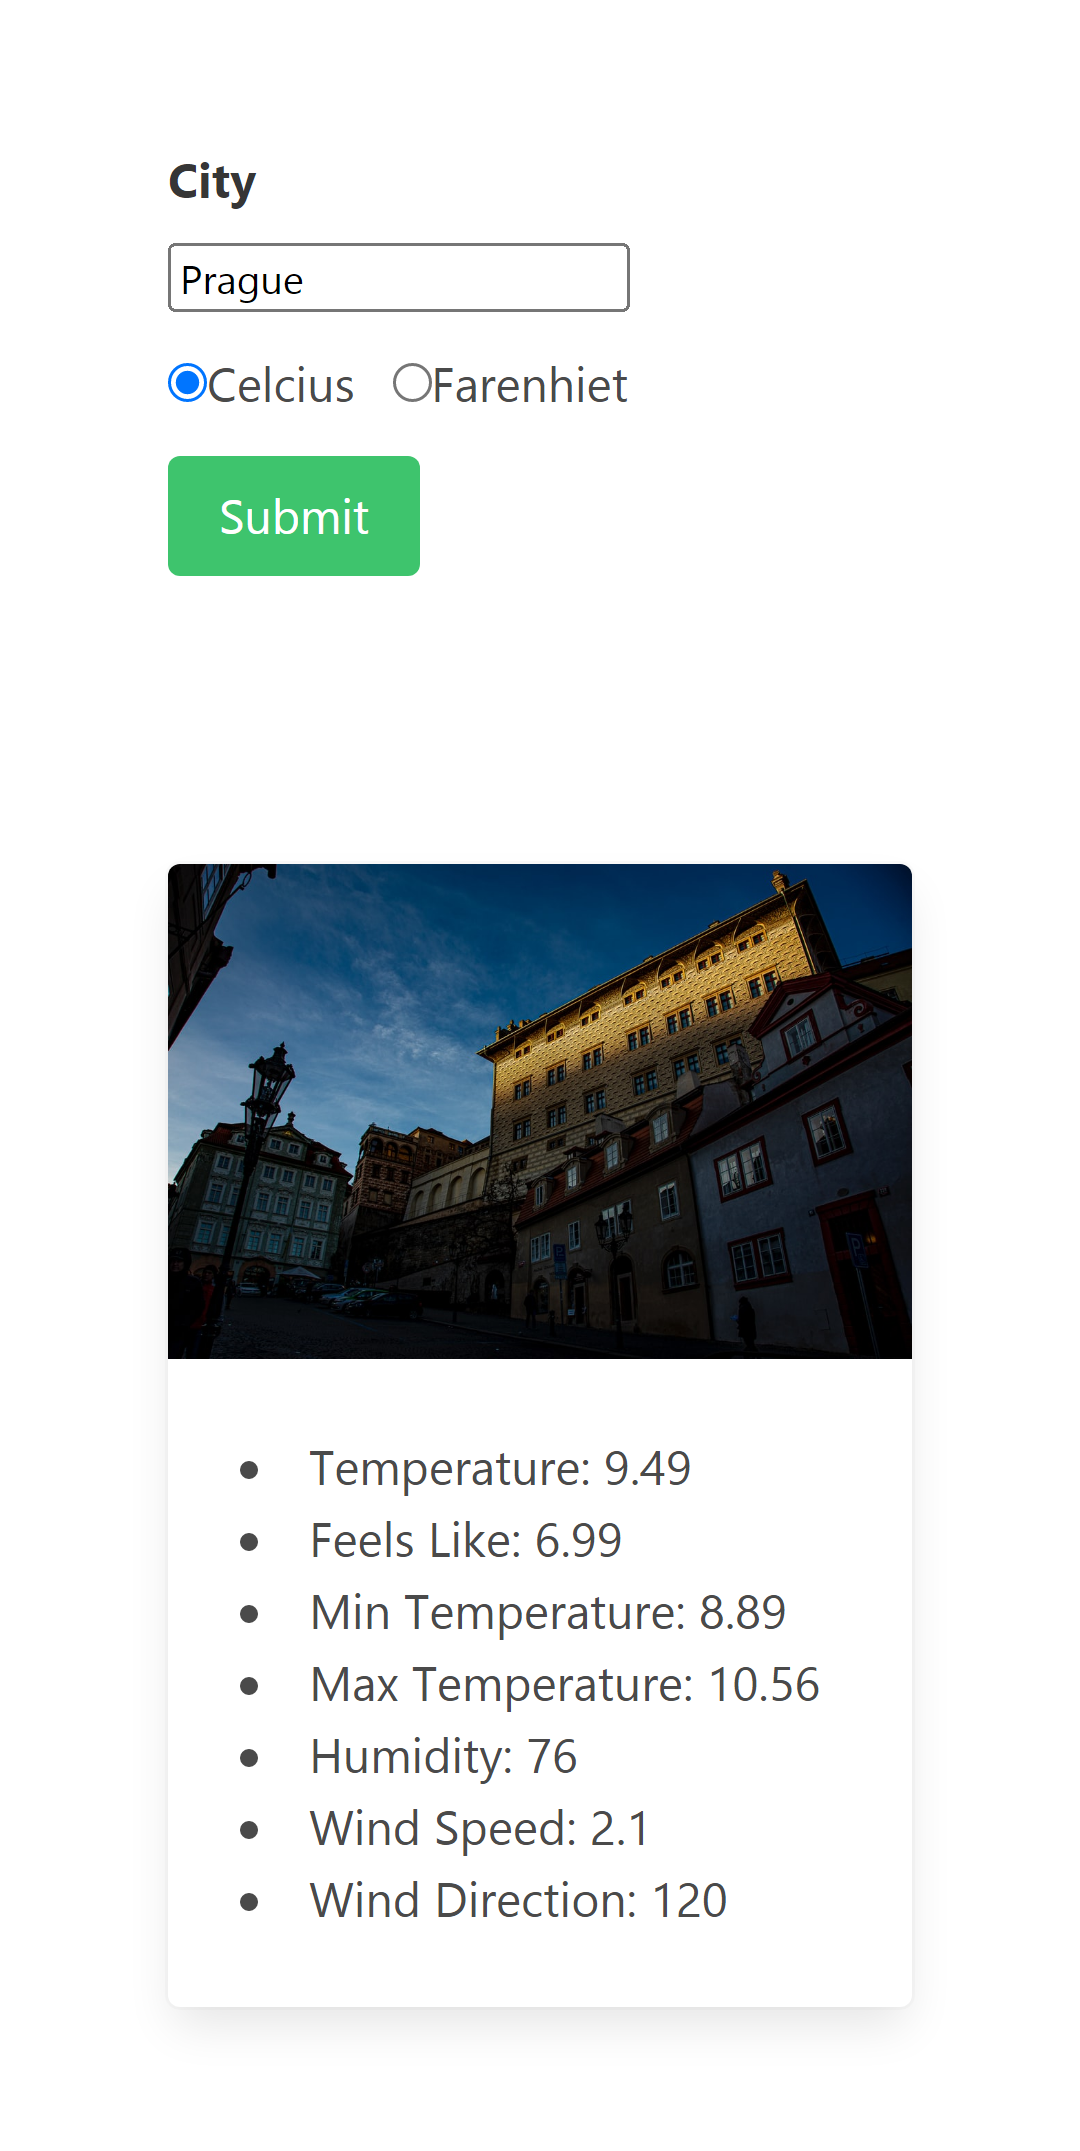 City
Prague
Celcius Farenhiet
Submit
Temperature: 9.49
Feels Like: 6.99
Min Temperature: 8.89
Max Temperature: 10.56
Humidity: 76
Wind Speed: 2.1
Wind Direction: 120